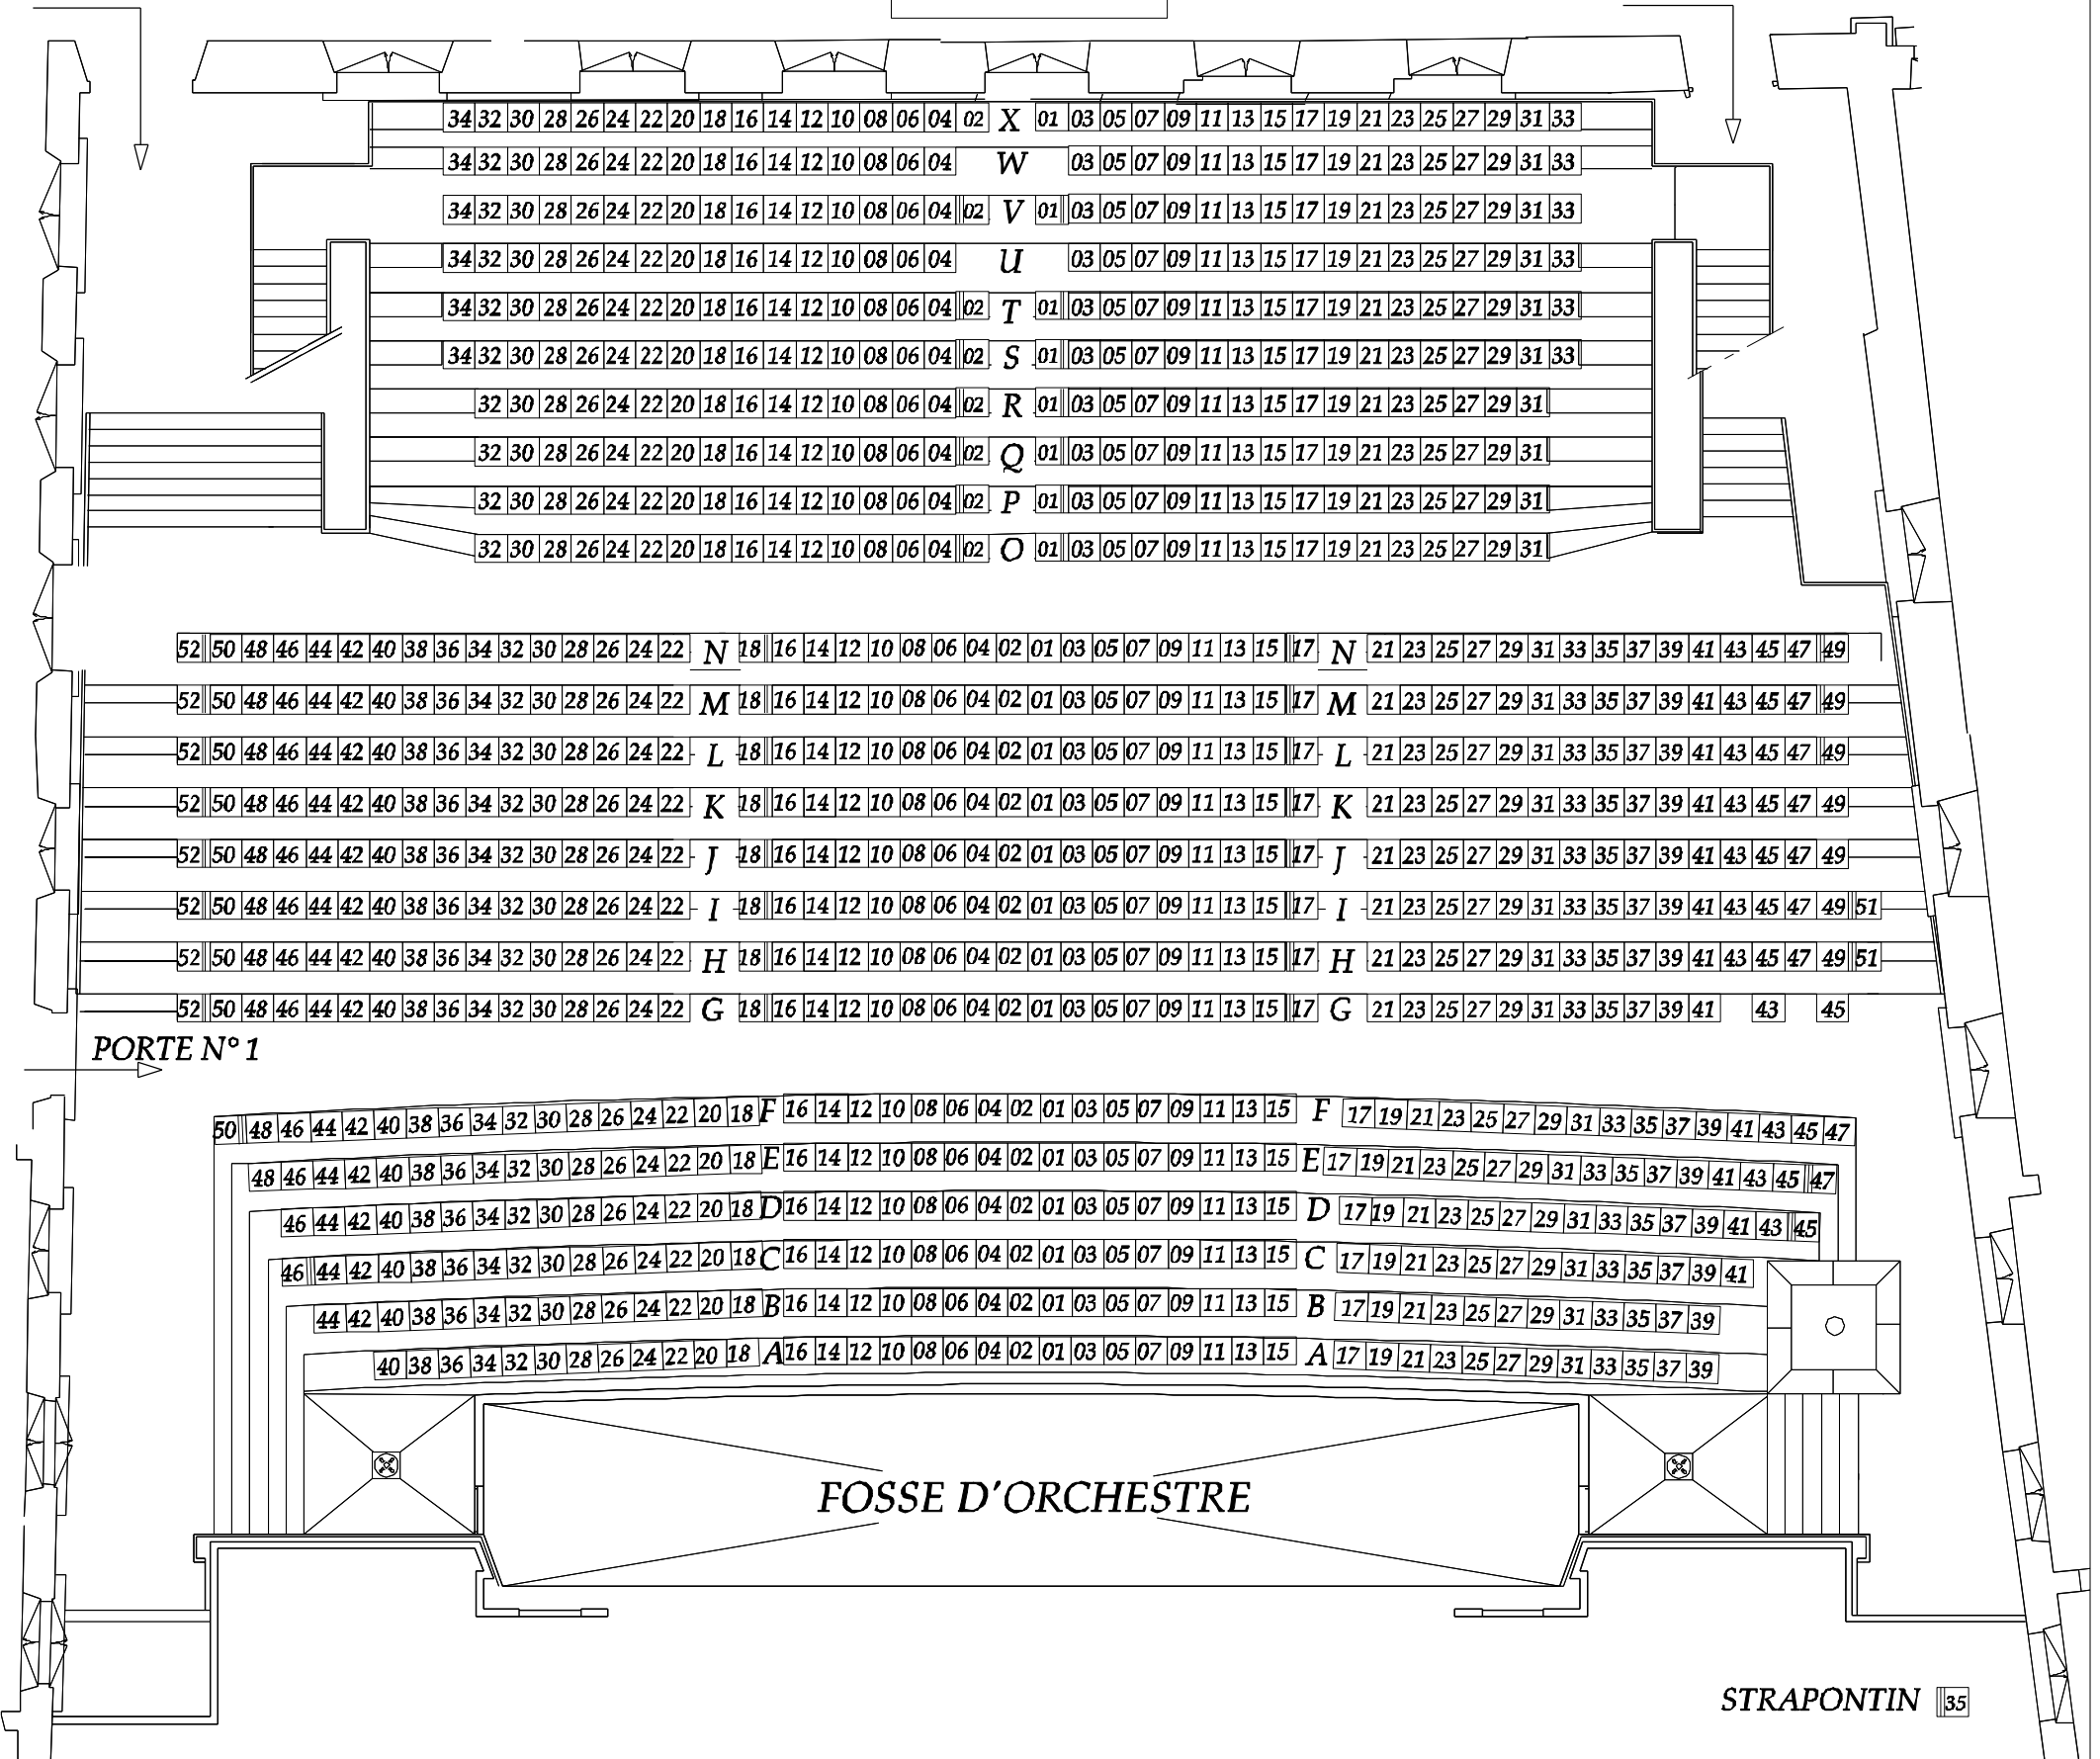 34 32 30 28 26 24 22 20 18 16 14 12 10 08 06 04 02 X 01 03 05 07 09 11 13 15 17 19 21 23 25 27 29 31 33
34 32 30 28 26 24 22 20 18 16 14 12 10 08 06 04 W 03 05 07 09 11 13 15 17 19 21 23 25 27 29 31 33
34 32 30 28 26 24 22 20 18 16 14 12 10 08 06 04 02 V 01 03 05 07 09 11 13 15 17 19 21 23 25 27 29 31 33
34 32 30 28 26 24 22 20 18 16 14 12 10 08 06 04 U 03 05 07 09 11 13 15 17 19 21 23 25 27 29 31 33
34 32 30 28 26 24 22 20 18 16 14 12 10 08 06 04 02 T 01 03 05 07 09 11 13 15 17 19 21 23 25 27 29 31 33
34 32 30 28 26 24 22 20 18 16 14 12 10 08 06 04 02 S 01 03 05 07 09 11 13 15 17 19 21 23 25 27 29 31 33
32 30 28 26 24 22 20 18 16 14 12 10 08 06 04 02 R 01 03 05 07 09 11 13 15 17 19 21 23 25 27 29 31
32 30 28 26 24 22 20 18 16 14 12 10 08 06 04 02 Q 01 03 05 07 09 11 13 15 17 19 21 23 25 27 29 31
32 30 28 26 24 22 20 18 16 14 12 10 08 06 04 02 P 01 03 05 07 09 11 13 15 17 19 21 23 25 27 29 31
32 30 28 26 24 22 20 18 16 14 12 10 08 06 04 02 O 01 03 05 07 09 11 13 15 17 19 21 23 25 27 29 31
52 50 48 46 44 42 40 38 36 34 32 30 28 26 24 22 N 18 16 14 12 10 08 06 04 02 01 03 05 07 09 11 13 15 17 N 21 23 25 27 29 31 33 35 37 39 41 43 45 47 49
52 50 48 46 44 42 40 38 36 34 32 30 28 26 24 22 M 18 16 14 12 10 08 06 04 02 01 03 05 07 09 11 13 15 17 M 21 23 25 27 29 31 33 35 37 39 41 43 45 47 49
52 50 48 46 44 42 40 38 36 34 32 30 28 26 24 22 L 18 16 14 12 10 08 06 04 02 01 03 05 07 09 11 13 15 17 L 21 23 25 27 29 31 33 35 37 39 41 43 45 47 49
52 50 48 46 44 42 40 38 36 34 32 30 28 26 24 22 K 18 16 14 12 10 08 06 04 02 01 03 05 07 09 11 13 15 17 K 21 23 25 27 29 31 33 35 37 39 41 43 45 47 49
52 50 48 46 44 42 40 38 36 34 32 30 28 26 24 22 J 18 16 14 12 10 08 06 04 02 01 03 05 07 09 11 13 15 17 J 21 23 25 27 29 31 33 35 37 39 41 43 45 47 49
52 50 48 46 44 42 40 38 36 34 32 30 28 26 24 22 I 18 16 14 12 10 08 06 04 02 01 03 05 07 09 11 13 15 17 I 21 23 25 27 29 31 33 35 37 39 41 43 45 47 49 51
52 50 48 46 44 42 40 38 36 34 32 30 28 26 24 22 H 18 16 14 12 10 08 06 04 02 01 03 05 07 09 11 13 15 17 H 21 23 25 27 29 31 33 35 37 39 41 43 45 47 49 51
52 50 48 46 44 42 40 38 36 34 32 30 28 26 24 22 G 18 16 14 12 10 08 06 04 02 01 03 05 07 09 11 13 15 17 G 21 23 25 27 29 31 33 35 37 39 41 43 45
PORTE N° 1
50 48 46 44 42 40 38 36 34 32 30 28 26 24 22 20 18 F 16 14 12 10 08 06 04 02 01 03 05 07 09 11 13 15 F 17 19 21 23 25 27 29 31 33 35 37 39 41 43 45 47
48 46 44 42 40 38 36 34 32 30 28 26 24 22 20 18 E 16 14 12 10 08 06 04 02 01 03 05 07 09 11 13 15 E 17 19 21 23 25 27 29 31 33 35 37 39 41 43 45 47
46 44 42 40 38 36 34 32 30 28 26 24 22 20 18 D 16 14 12 10 08 06 04 02 01 03 05 07 09 11 13 15 D 17 19 21 23 25 27 29 31 33 35 37 39 41 43 45
46 44 42 40 38 36 34 32 30 28 26 24 22 20 18 C 16 14 12 10 08 06 04 02 01 03 05 07 09 11 13 15 C 17 19 21 23 25 27 29 31 33 35 37 39 41
44 42 40 38 36 34 32 30 28 26 24 22 20 18 B 16 14 12 10 08 06 04 02 01 03 05 07 09 11 13 15 B 17 19 21 23 25 27 29 31 33 35 37 39
40 38 36 34 32 30 28 26 24 22 20 18 A 16 14 12 10 08 06 04 02 01 03 05 07 09 11 13 15 A 17 19 21 23 25 27 29 31 33 35 37 39
FOSSE D'ORCHESTRE
STRAPONTIN 35